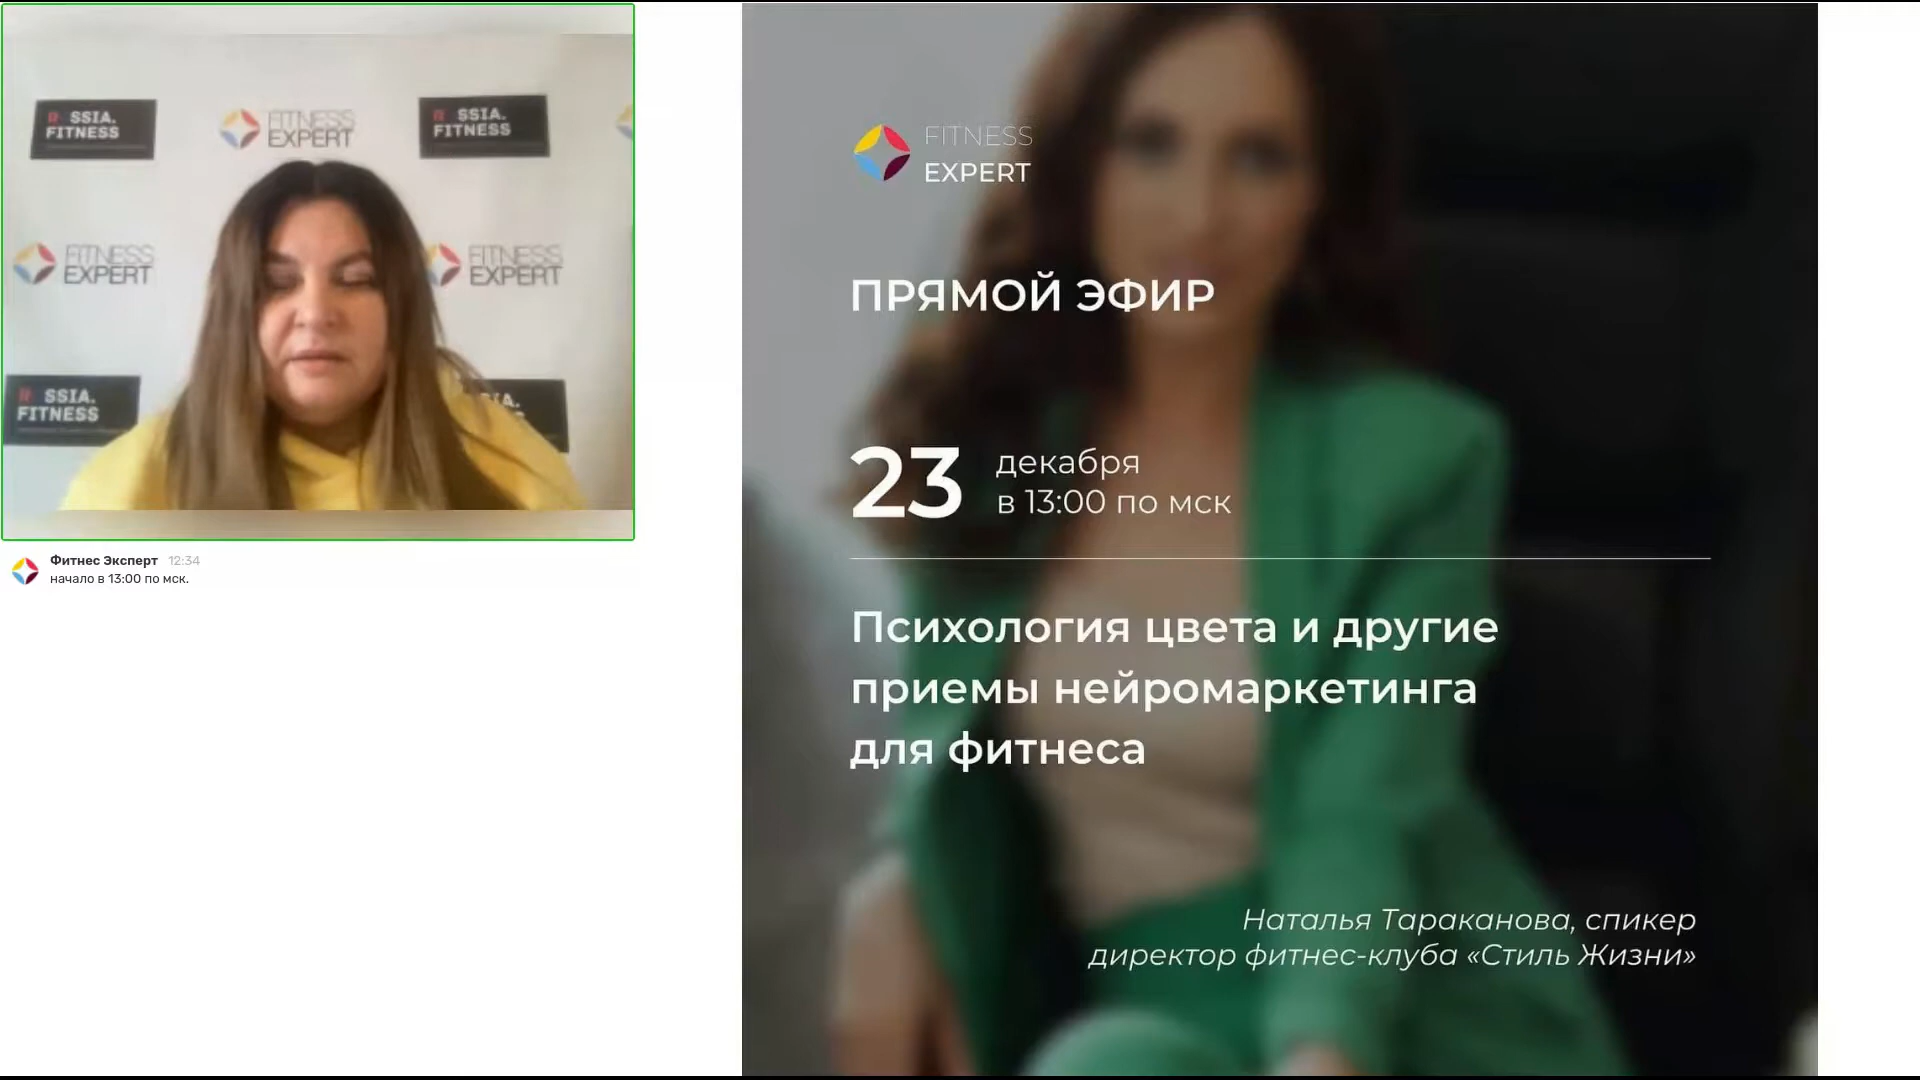 R SSIA.
FITNESS
FITNESS
EXPERT
R SSIA.
FITNESS
FITNESS
EXPERT
FITNESS
EXPERT
R SSIA.
FITNESS
Фитнес Эксперт 12:34
начало в 13:00 по мск.
FITNESS
EXPERT
ПРЯМОЙ ЭФИР
23 декабря
в 13:00 по мск
Психология цвета и другие
приемы нейромаркетинга
для фитнеса
Наталья Тараканова, спикер
директор фитнес-клуба «Стиль Жизни»